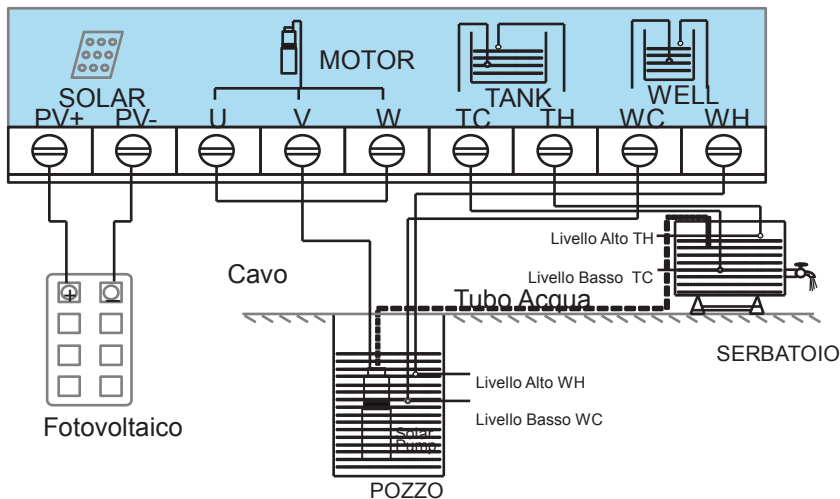 MOTOR
SOLAR
TANK
WELL
PV+ PV- U V W TC TH WC WH
Livello Alto TH
Cavo
Livello Basso TC
Tubo Acqua
SERBATOIO
Livello Alto WH
Livello Basso WC
Fotovoltaico
Solar
Pump
POZZO